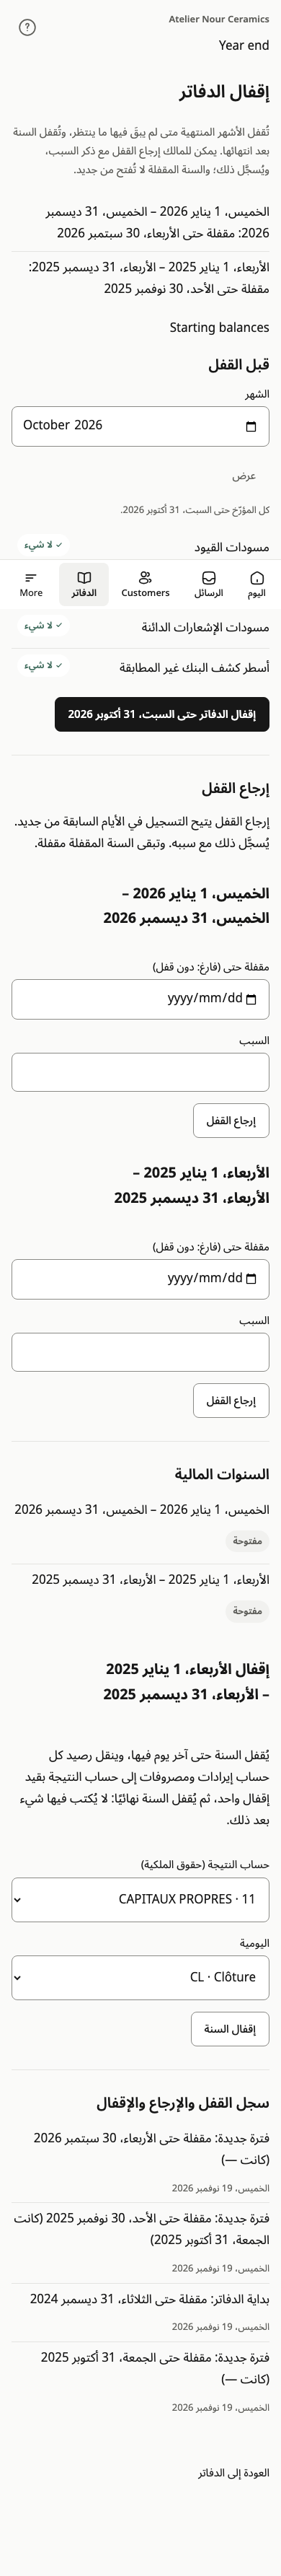 Atelier Nour Ceramics
?
Year end
إقفال الدفاتر
تُقفل الأشهر المنتهية متى لم يبقَ فيها ما ينتظر، وتُقفل السنة
بعد انتهائها. يمكن للمالك إرجاع القفل مع ذكر السبب،
ويُسجَّل ذلك؛ والسنة المقفلة لا تُفتح من جديد.
الخميس، 1 يناير 2026 – الخميس، 31 ديسمبر
2026: مقفلة حتى الأربعاء، 30 سبتمبر 2026
الأربعاء، 1 يناير 2025 – الأربعاء، 31 ديسمبر 2025:
مقفلة حتى الأحد، 30 نوفمبر 2025
Starting balances
قبل القفل
الشهر
October 2026
عرض
كل المؤرّخ حتى السبت، 31 أكتوبر 2026.
مسودات القيود
لا شيء
اليوم
الرسائل
Customers
الدفاتر
More
مسودات الإشعارات الدائنة
لا شيء
أسطر كشف البنك غير المطابقة
لا شيء
إقفال الدفاتر حتى السبت، 31 أكتوبر 2026
إرجاع القفل
إرجاع القفل يتيح التسجيل في الأيام السابقة من جديد.
يُسجَّل ذلك مع سببه. وتبقى السنة المقفلة مقفلة.
الخميس، 1 يناير 2026 –
الخميس، 31 ديسمبر 2026
مقفلة حتى (فارغ: دون قفل)
yyyy/mm/dd
السبب
إرجاع القفل
الأربعاء، 1 يناير 2025 –
الأربعاء، 31 ديسمبر 2025
مقفلة حتى (فارغ: دون قفل)
yyyy/mm/dd
السبب
إرجاع القفل
السنوات المالية
الخميس، 1 يناير 2026 – الخميس، 31 ديسمبر 2026
مفتوحة
الأربعاء، 1 يناير 2025 – الأربعاء، 31 ديسمبر 2025
مفتوحة
إقفال الأربعاء، 1 يناير 2025
– الأربعاء، 31 ديسمبر 2025
يُقفل السنة حتى آخر يوم فيها، وينقل رصيد كل
حساب إيرادات ومصروفات إلى حساب النتيجة بقيد
إقفال واحد، ثم يُقفل السنة نهائيًا: لا يُكتب فيها شيء
بعد ذلك.
حساب النتيجة (حقوق الملكية)
11 · CAPITAUX PROPRES
اليومية
CL · Clôture
إقفال السنة
سجل القفل والإرجاع والإقفال
فترة جديدة: مقفلة حتى الأربعاء، 30 سبتمبر 2026
(كانت —)
الخميس، 19 نوفمبر 2026
فترة جديدة: مقفلة حتى الأحد، 30 نوفمبر 2025 (كانت
الجمعة، 31 أكتوبر 2025)
الخميس، 19 نوفمبر 2026
بداية الدفاتر: مقفلة حتى الثلاثاء، 31 ديسمبر 2024
الخميس، 19 نوفمبر 2026
فترة جديدة: مقفلة حتى الجمعة، 31 أكتوبر 2025
(كانت —)
الخميس، 19 نوفمبر 2026
العودة إلى الدفاتر